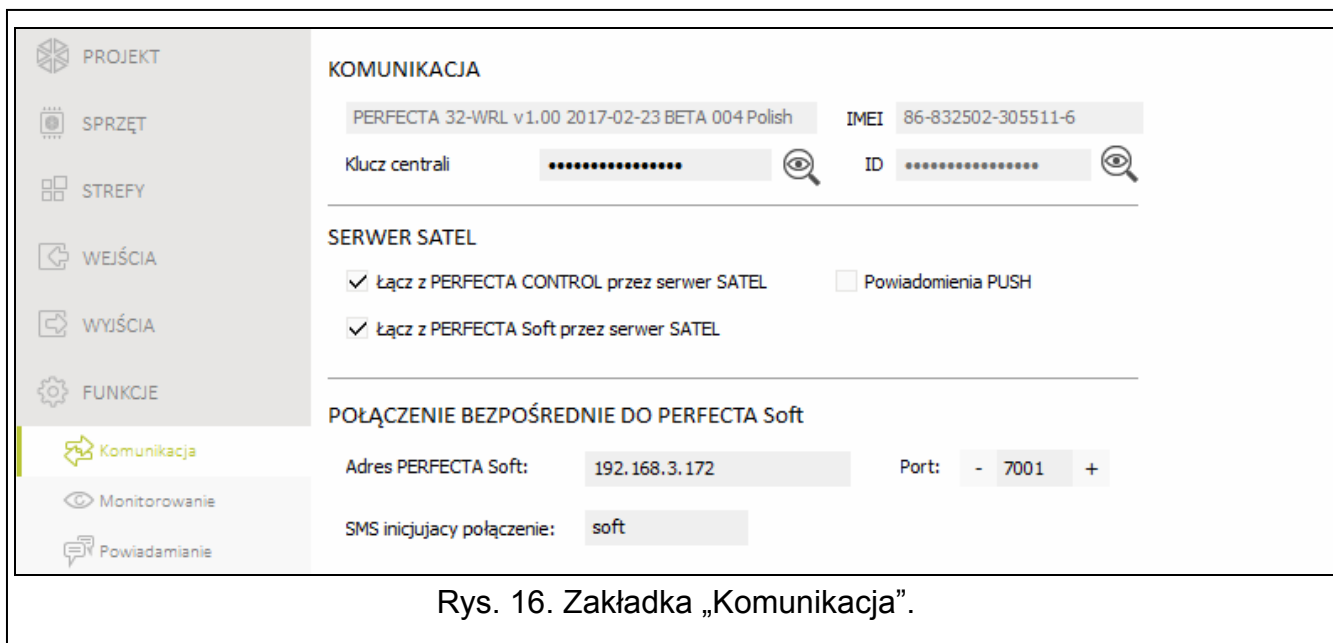 PROJEKT
SPRZĘT
STREFY
WEJŚCIA
WYJŚCIA
FUNKCJE
Komunikacja
Monitorowanie
Powiadamianie
KOMUNIKACJA
PERFECTA 32-WRL v1.00 2017-02-23 BETA 004 Polish IMEI 86-832502-305511-6
Klucz centrali •••••••••••••••• ID ••••••••••••••••
SERWER SATEL
Łącz z PERFECTA CONTROL przez serwer SATEL Powiadomienia PUSH
Łącz z PERFECTA Soft przez serwer SATEL
POŁĄCZENIE BEZPOŚREDNIE DO PERFECTA Soft
Adres PERFECTA Soft: 192.168.3.172 Port: - 7001 +
SMS inicjujacy połączenie: soft
Rys. 16. Zakładka „Komunikacja”.